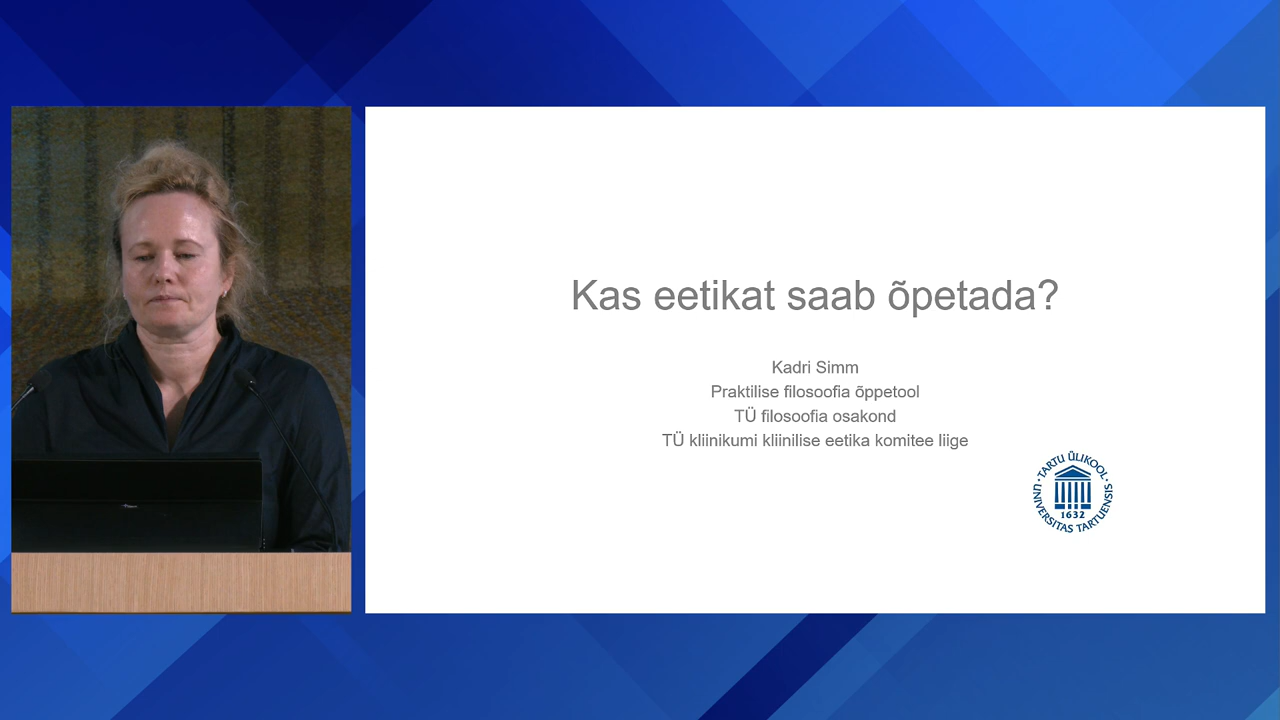 Kas eetikat saab õpetada?
Kadri Simm
Praktilise filosoofia õppetool
TÜ filosoofia osakond
TÜ kliinikumi kliinilise eetika komitee liige
TARTU ÜLIKOOL
1632
UNIVERSITAS TARTUENSIS